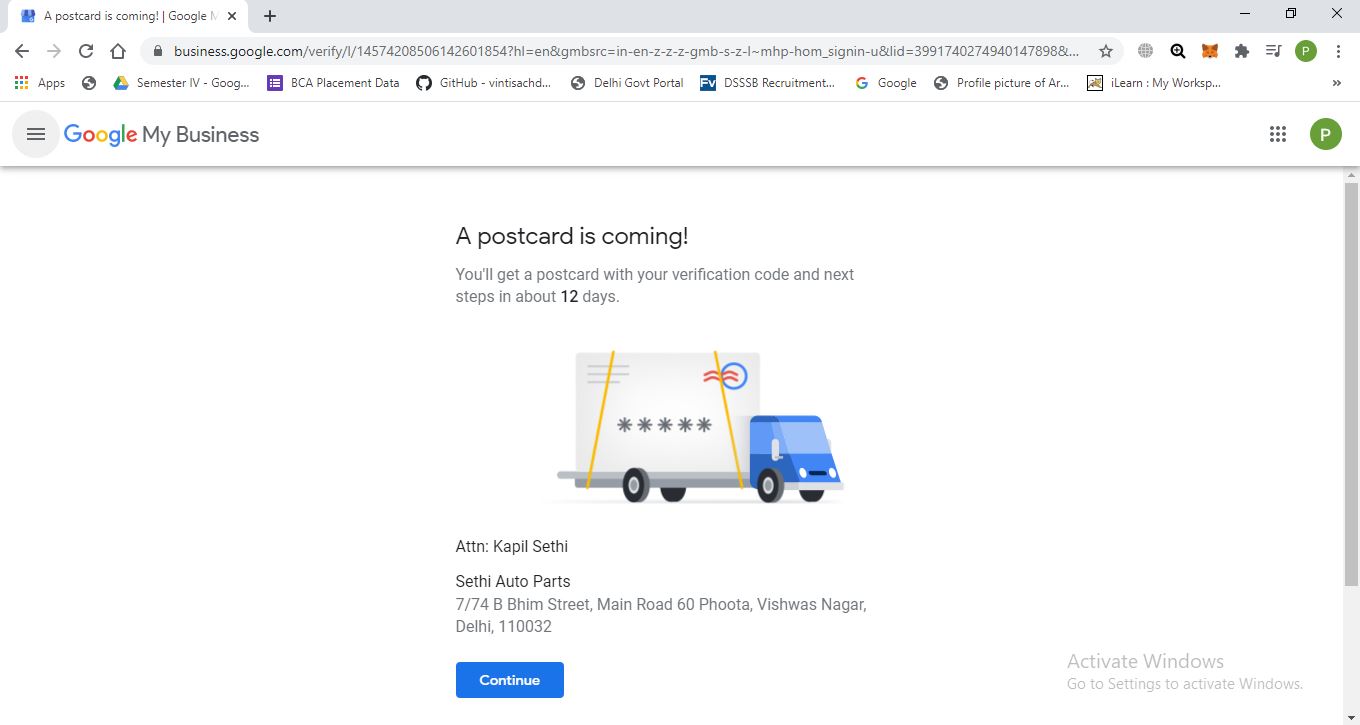 A postcard is coming! | Google M
business.google.com/verify/l/14574208506142601854?hl=en&gmbsrc=in-en-z-z-z-gmb-s-z-l~mhp-hom_signin-u&lid=3991740274940147898&...
P
Apps
Semester IV - Goog...
BCA Placement Data
GitHub - vintisachd...
Delhi Govt Portal
Fv DSSSB Recruitment...
G Google
Profile picture of Ar...
iLearn : My Worksp...
»
Google My Business
P
A postcard is coming!
You'll get a postcard with your verification code and next
steps in about 12 days.
*****
Attn: Kapil Sethi
Sethi Auto Parts
7/74 B Bhim Street, Main Road 60 Phoota, Vishwas Nagar,
Delhi, 110032
Continue
Activate Windows
Go to Settings to activate Windows.